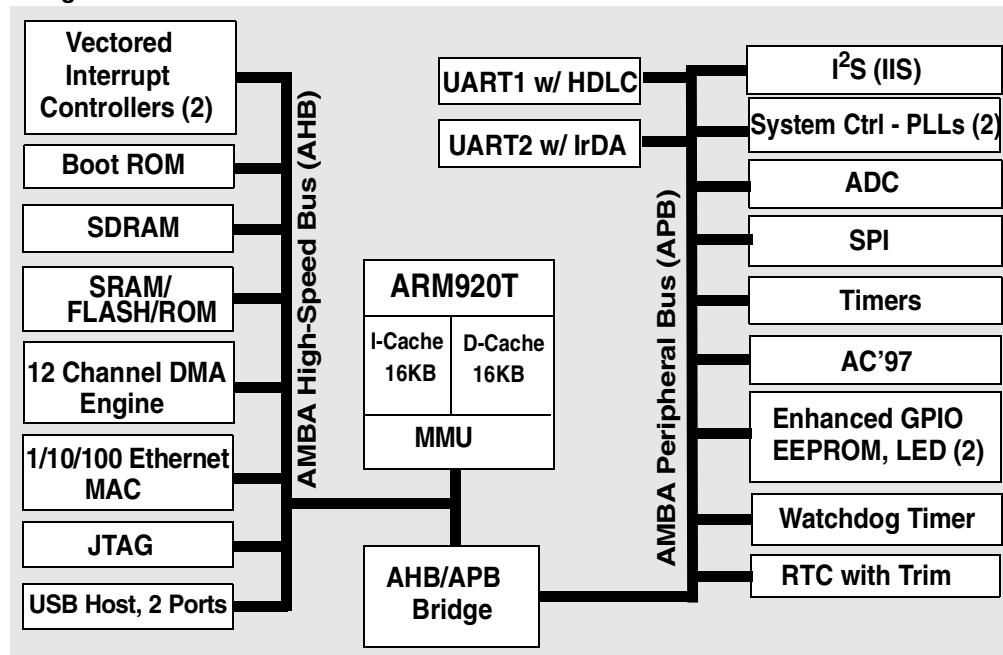 Vectored
Interrupt
Controllers (2)
Boot ROM
SDRAM
SRAM/
FLASH/ROM
12 Channel DMA
Engine
1/10/100 Ethernet
MAC
JTAG
USB Host, 2 Ports
AMBA High-Speed Bus (AHB)
ARM920T
I-Cache
16KB
D-Cache
16KB
MMU
AHB/APB
Bridge
UART1 w/ HDLC
UART2 w/ IrDA
AMBA Peripheral Bus (APB)
I²S (IIS)
System Ctrl - PLLs (2)
ADC
SPI
Timers
AC'97
Enhanced GPIO
EEPROM, LED (2)
Watchdog Timer
RTC with Trim